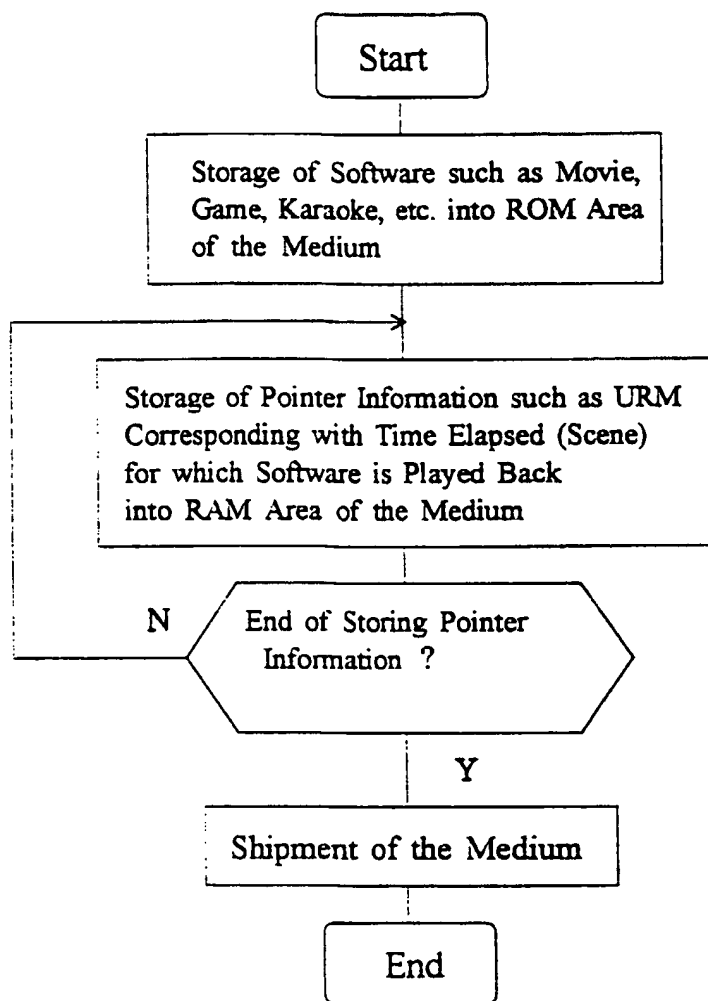 Start
Storage of Software such as Movie,
Game, Karaoke, etc. into ROM Area
of the Medium
Storage of Pointer Information such as URM
Corresponding with Time Elapsed (Scene)
for which Software is Played Back
into RAM Area of the Medium
N
End of Storing Pointer
Information ?
Y
Shipment of the Medium
End